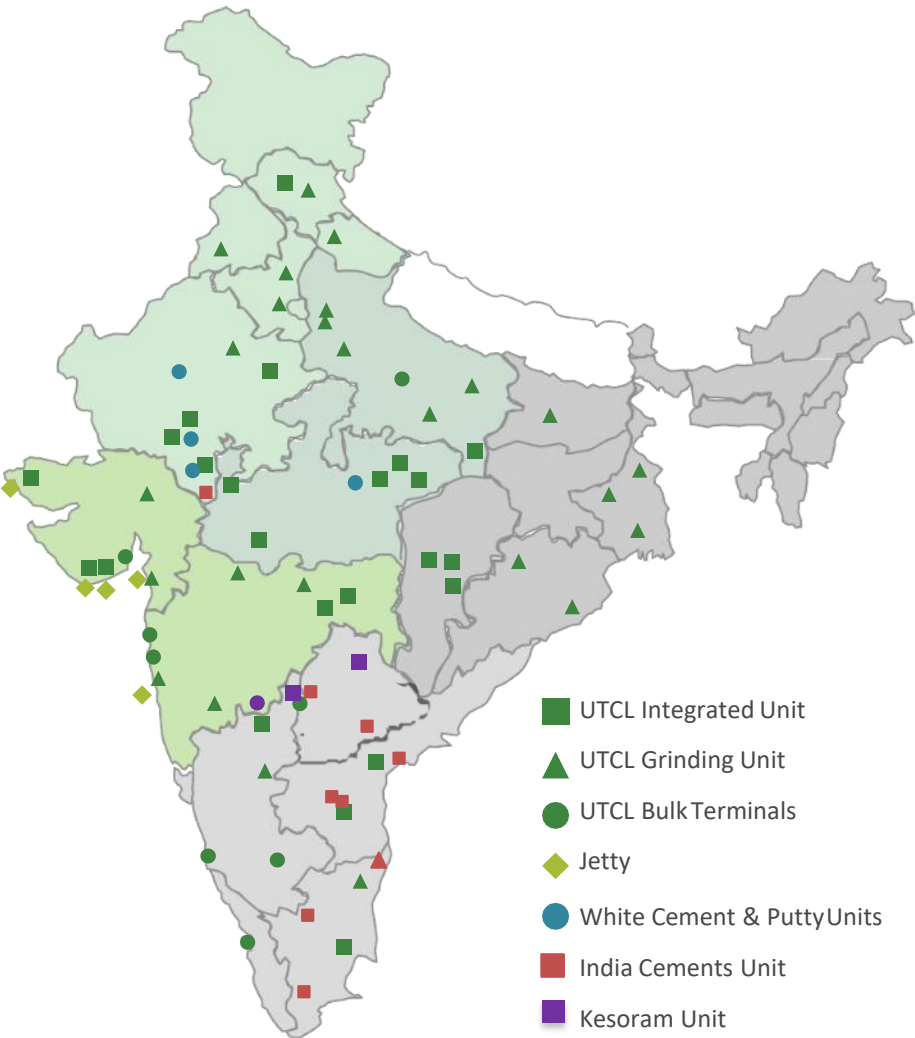 UTCL Integrated Unit
UTCL Grinding Unit
UTCL Bulk Terminals
Jetty
White Cement & Putty Units
India Cements Unit
Kesoram Unit